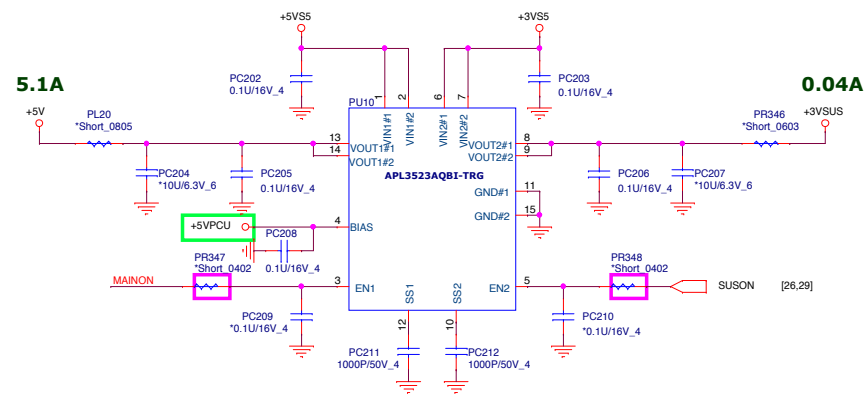 +5VS5
+3VS5
5.1A
0.04A
PC202
0.1U/16V_4
PC203
0.1U/16V_4
+5V
PL20
*Short_0805
PU10
1
2
6
7
PR346
*Short_0603
+3VSUS
VIN1#1
VIN1#2
VIN2#1
VIN2#2
13
VOUT1#1
14
VOUT1#2
8
VOUT2#1
9
VOUT2#2
PC204
*10U/6.3V_6
PC205
0.1U/16V_4
APL3523AQBI-TRG
PC206
0.1U/16V_4
PC207
*10U/6.3V_6
11
GND#1
15
GND#2
+5VPCU
4
BIAS
PC208
0.1U/16V_4
PR347
*Short_0402
PR348
*Short_0402
MAINON
3
EN1
5
EN2
SUSON
[26,29]
SS1
SS2
12
10
PC209
*0.1U/16V_4
PC210
*0.1U/16V_4
PC211
1000P/50V_4
PC212
1000P/50V_4